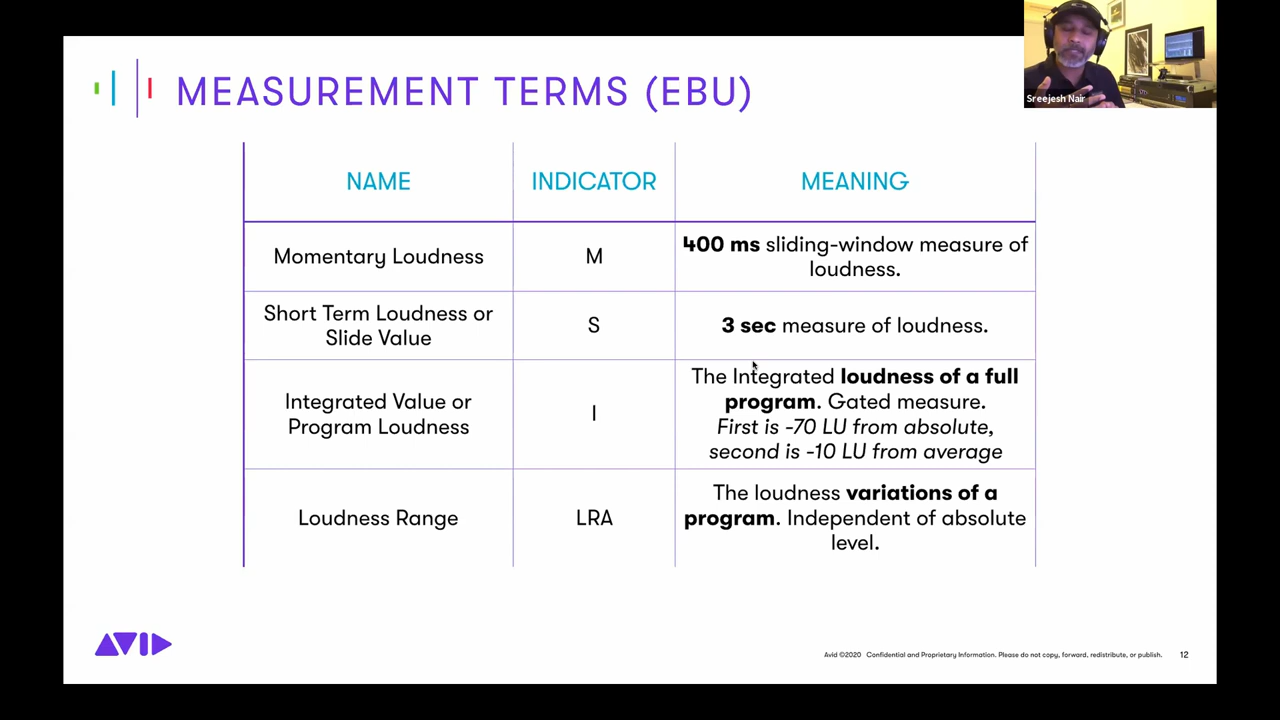 MEASUREMENT TERMS (EBU)
Sreejesh Nair
NAME
INDICATOR
MEANING
Momentary Loudness
M
400 ms sliding-window measure of
loudness.
Short Term Loudness or
Slide Value
S
3 sec measure of loudness.
Integrated Value or
Program Loudness
I
The Integrated loudness of a full
program. Gated measure.
First is -70 LU from absolute,
second is -10 LU from average
Loudness Range
LRA
The loudness variations of a
program. Independent of absolute
level.
AVID
Avid ©2020 Confidential and Proprietary Information. Please do not copy, forward, redistribute, or publish.
12